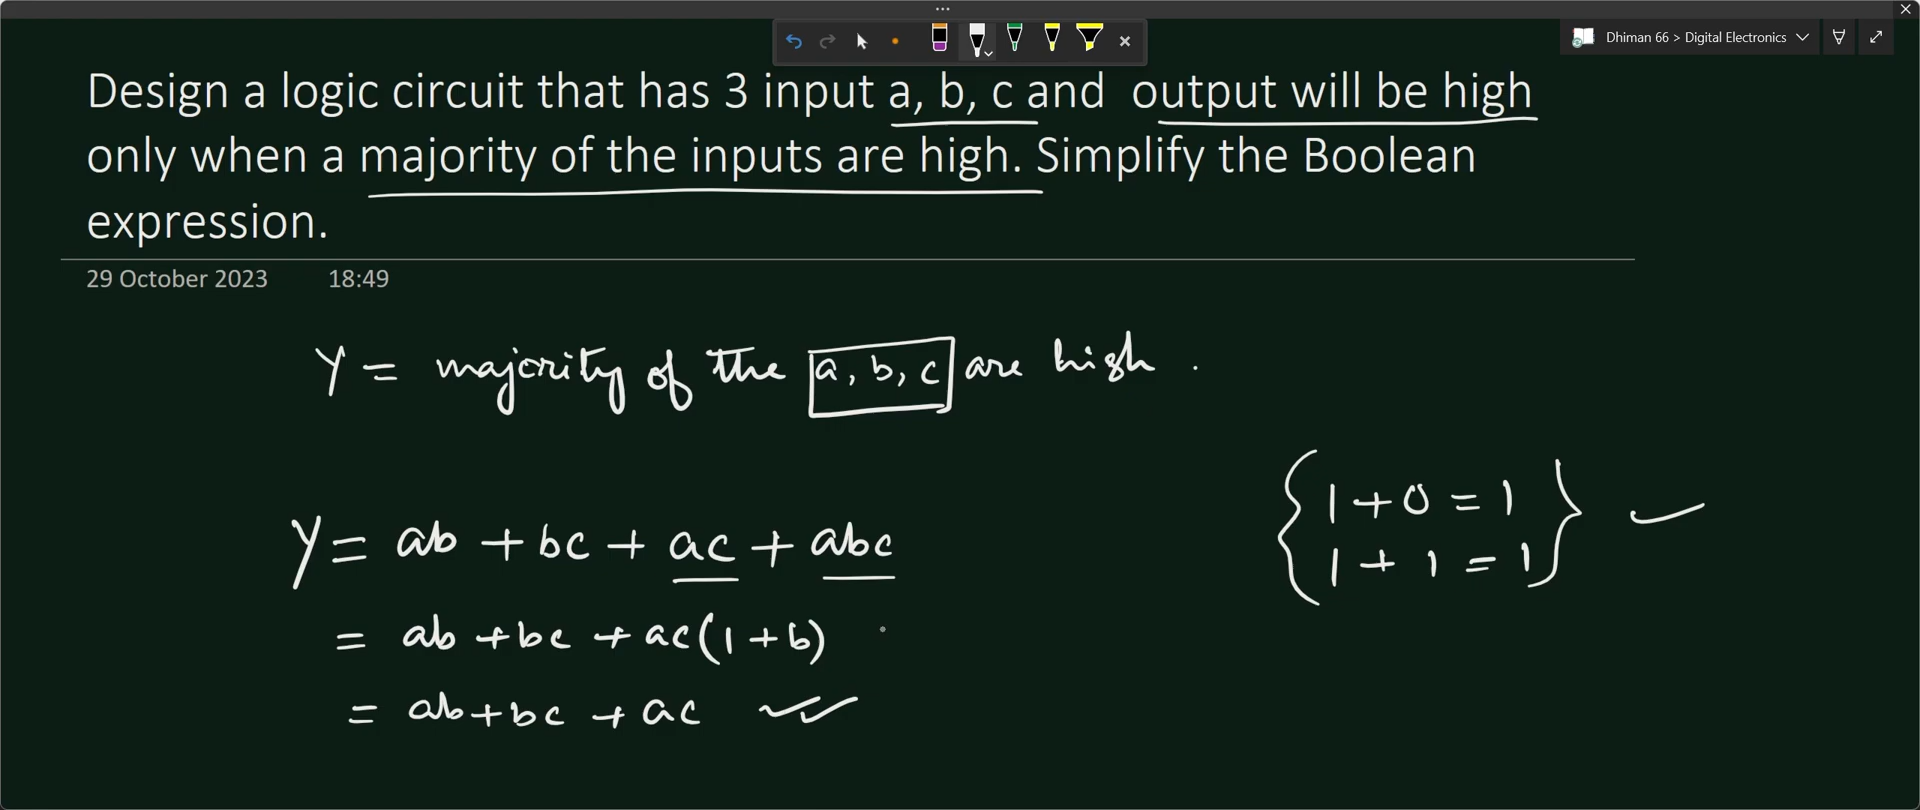 Dhiman 66 > Digital Electronics
Design a logic circuit that has 3 input a, b, c and output will be high
only when a majority of the inputs are high. Simplify the Boolean
expression.
29 October 2023 18:49
Y = majority of the a, b, c are high.
1 + 0 = 1
Y = ab + bc + ac + abc
1 + 1 = 1
= ab + bc + ac(1 + b)
= ab + bc + ac